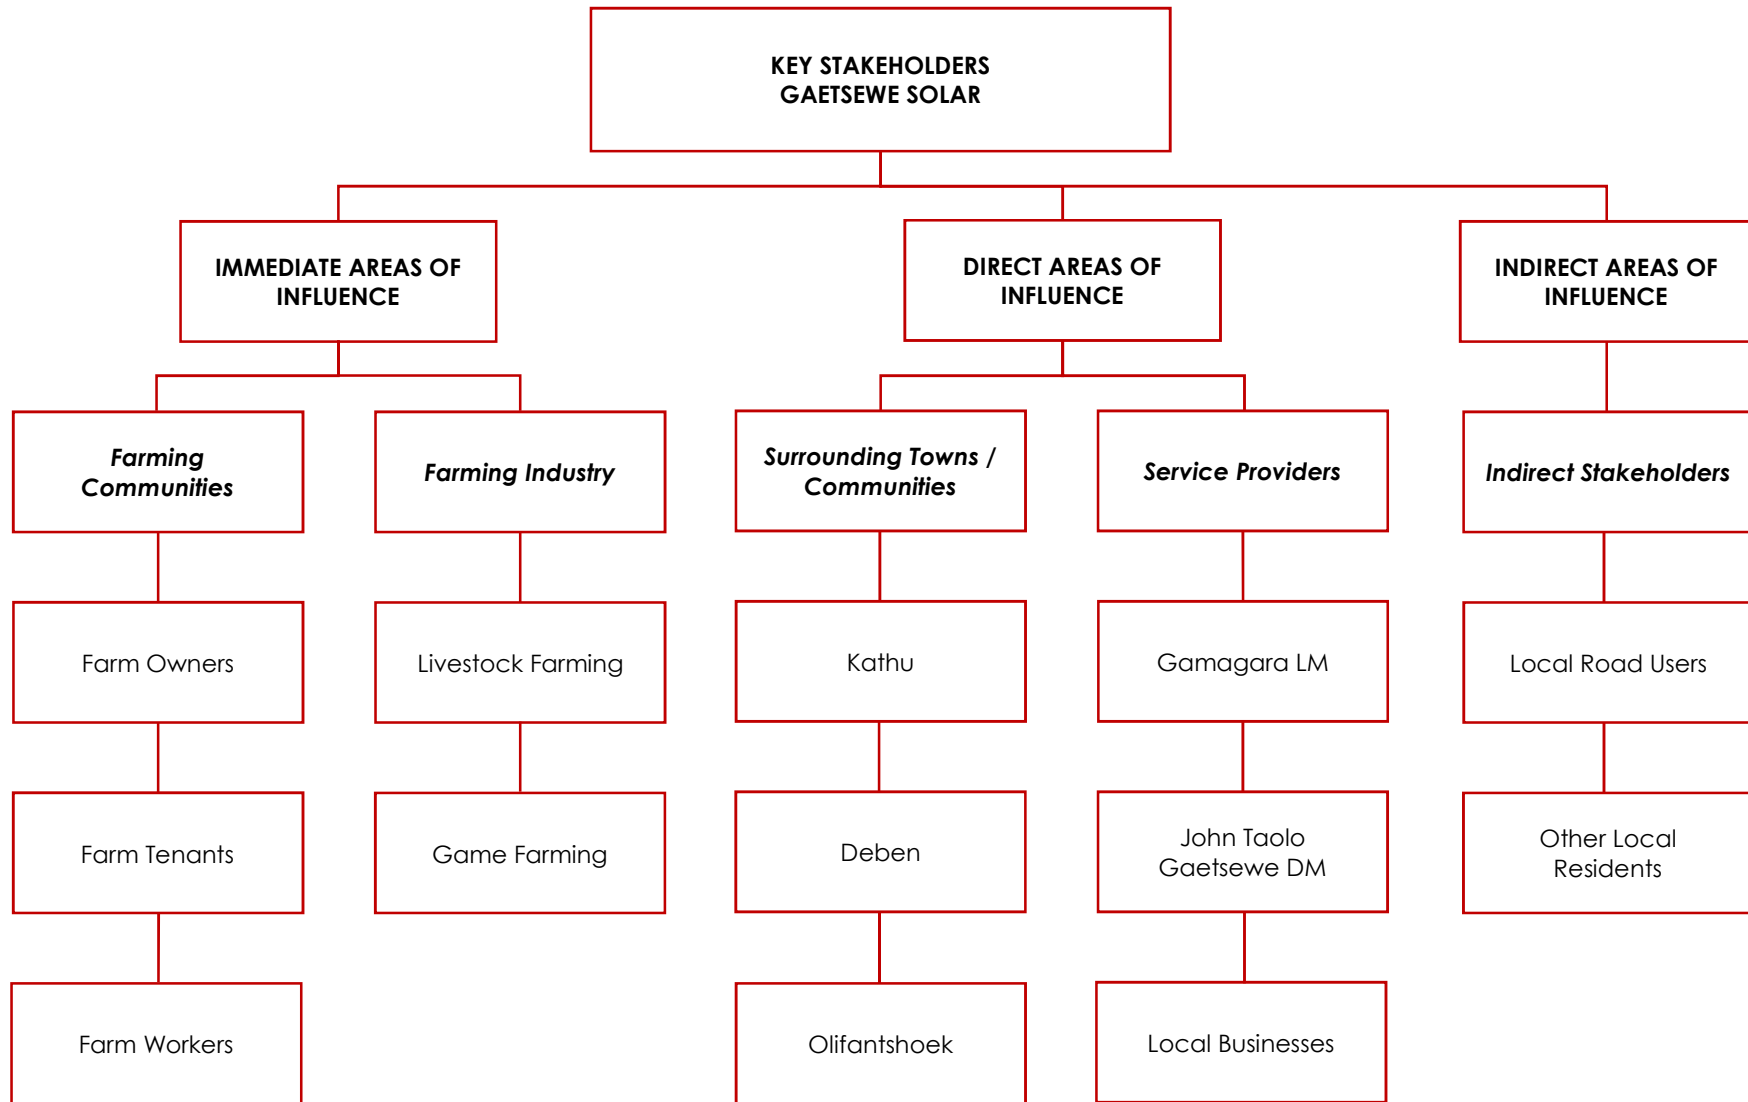 KEY STAKEHOLDERS
GAETSEWE SOLAR
IMMEDIATE AREAS OF
INFLUENCE
DIRECT AREAS OF
INFLUENCE
INDIRECT AREAS OF
INFLUENCE
Farming
Communities
Farming Industry
Surrounding Towns /
Communities
Service Providers
Indirect Stakeholders
Farm Owners
Livestock Farming
Kathu
Gamagara LM
Local Road Users
Farm Tenants
Game Farming
Deben
John Taolo
Gaetsewe DM
Other Local
Residents
Farm Workers
Olifantshoek
Local Businesses